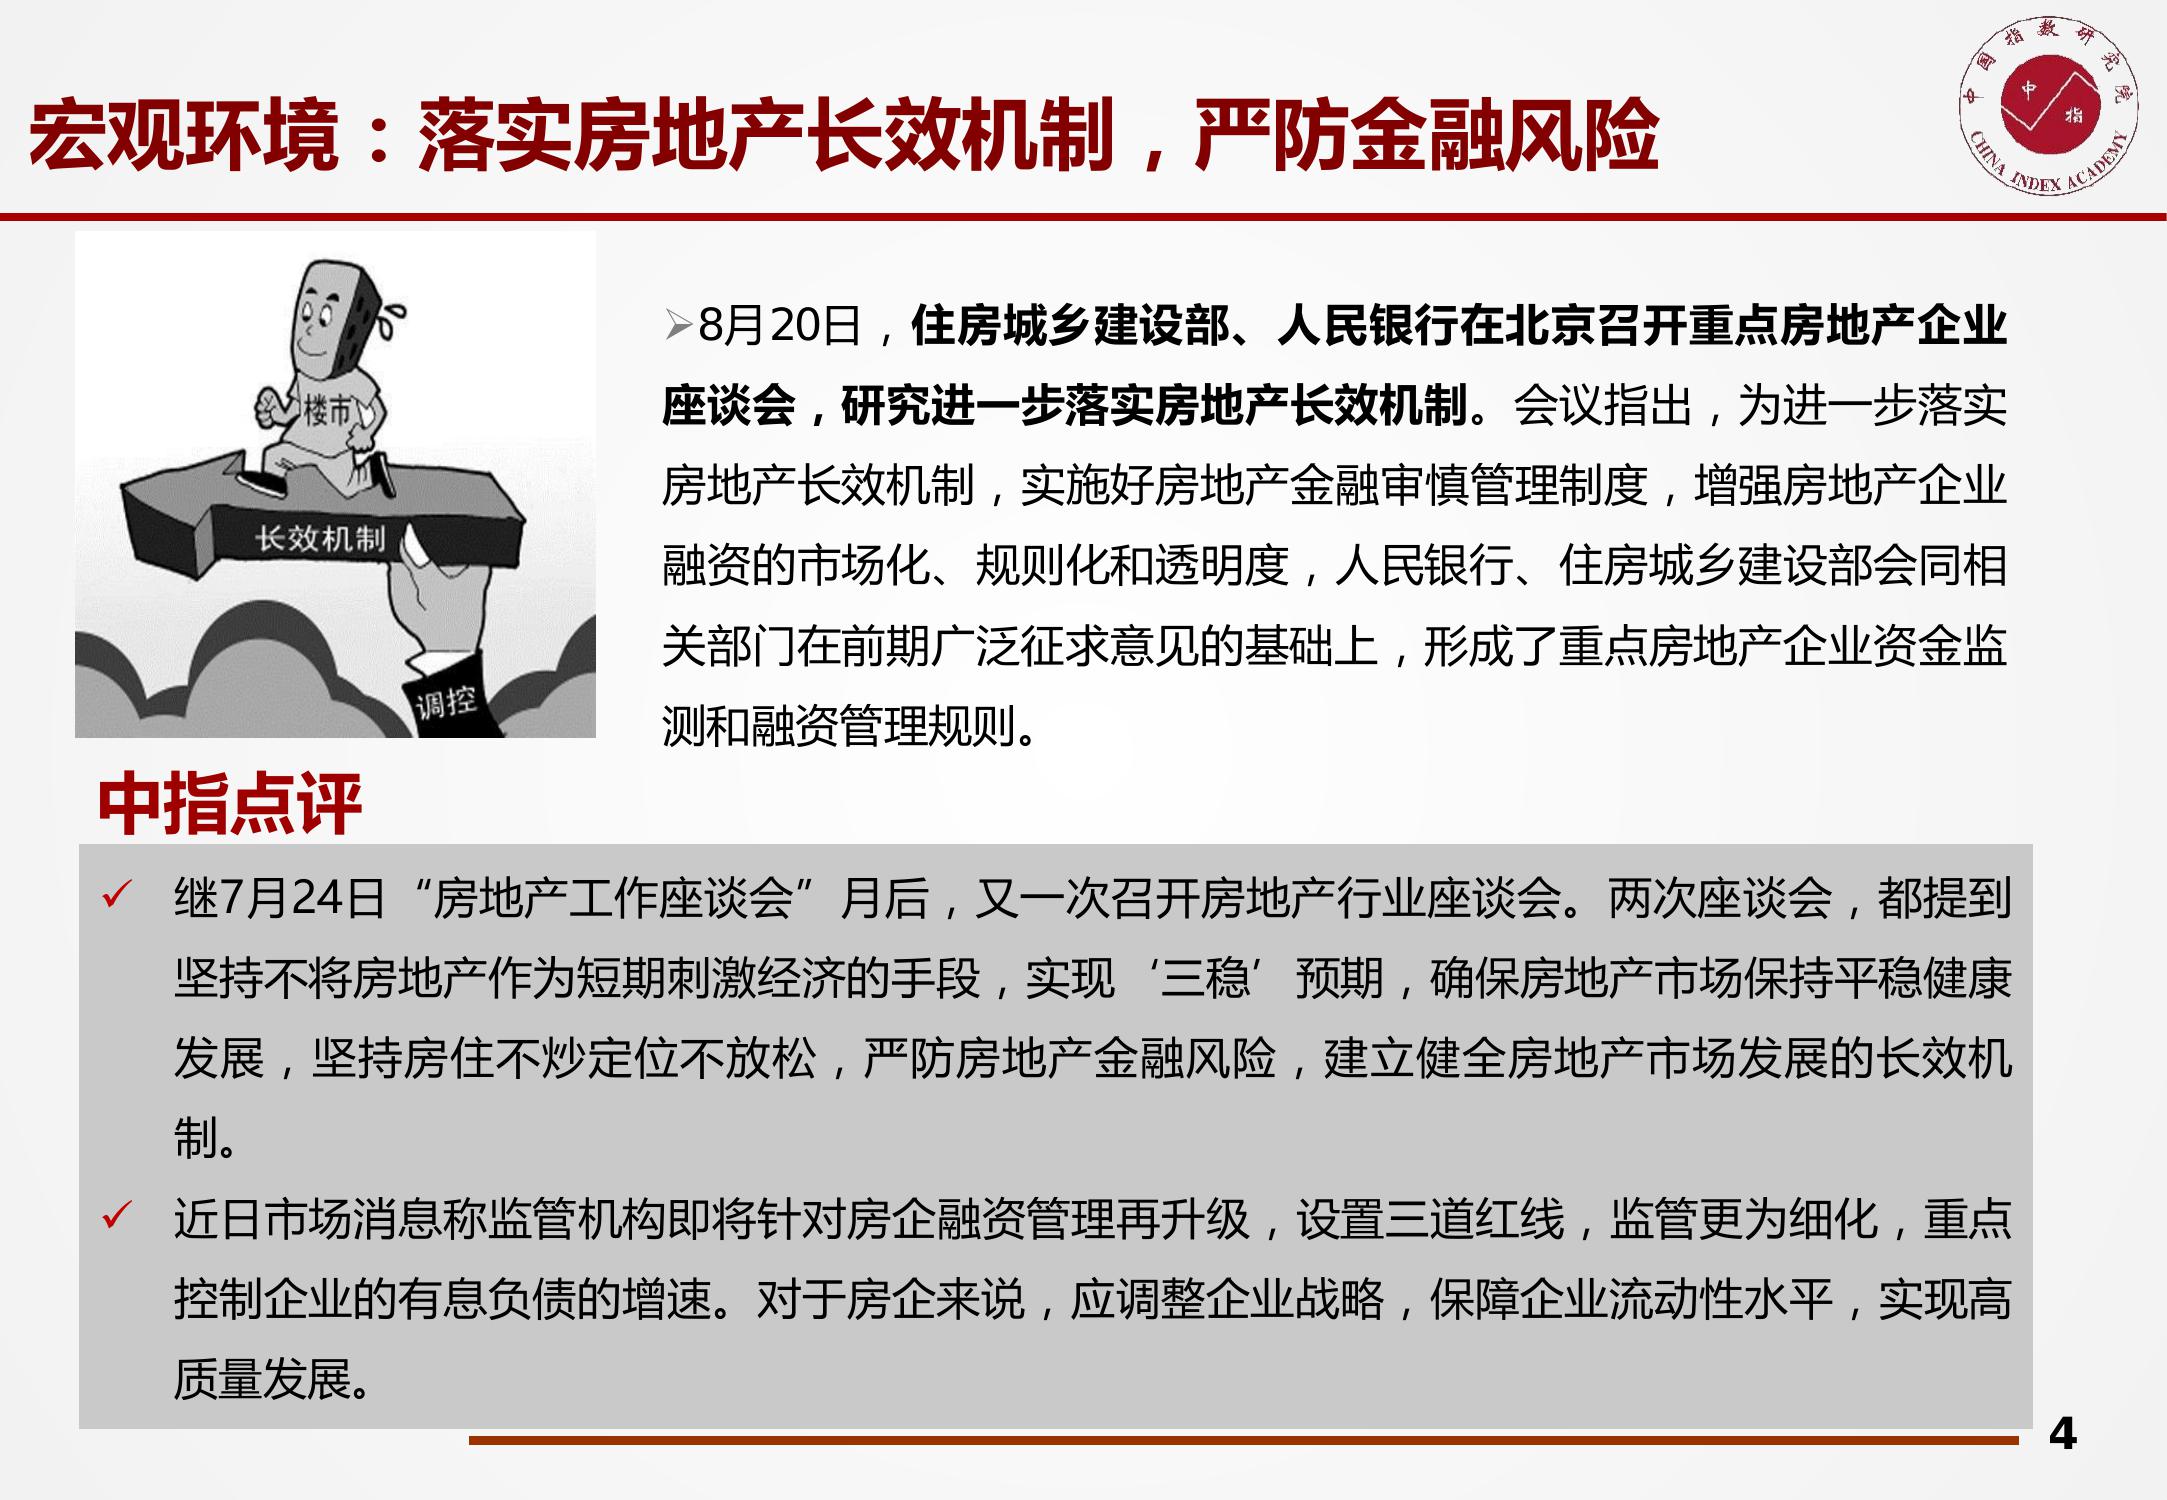 宏观环境：落实房地产长效机制，严防金融风险
中国指数研究院
中
指
CHINA INDEX ACADEMY
楼市
长效机制
调控
➢8月20日，住房城乡建设部、人民银行在北京召开重点房地产企业
座谈会，研究进一步落实房地产长效机制。会议指出，为进一步落实
房地产长效机制，实施好房地产金融审慎管理制度，增强房地产企业
融资的市场化、规则化和透明度，人民银行、住房城乡建设部会同相
关部门在前期广泛征求意见的基础上，形成了重点房地产企业资金监
测和融资管理规则。
中指点评
✓ 继7月24日“房地产工作座谈会”月后，又一次召开房地产行业座谈会。两次座谈会，都提到
坚持不将房地产作为短期刺激经济的手段，实现‘三稳’预期，确保房地产市场保持平稳健康
发展，坚持房住不炒定位不放松，严防房地产金融风险，建立健全房地产市场发展的长效机
制。
✓ 近日市场消息称监管机构即将针对房企融资管理再升级，设置三道红线，监管更为细化，重点
控制企业的有息负债的增速。对于房企来说，应调整企业战略，保障企业流动性水平，实现高
质量发展。
4